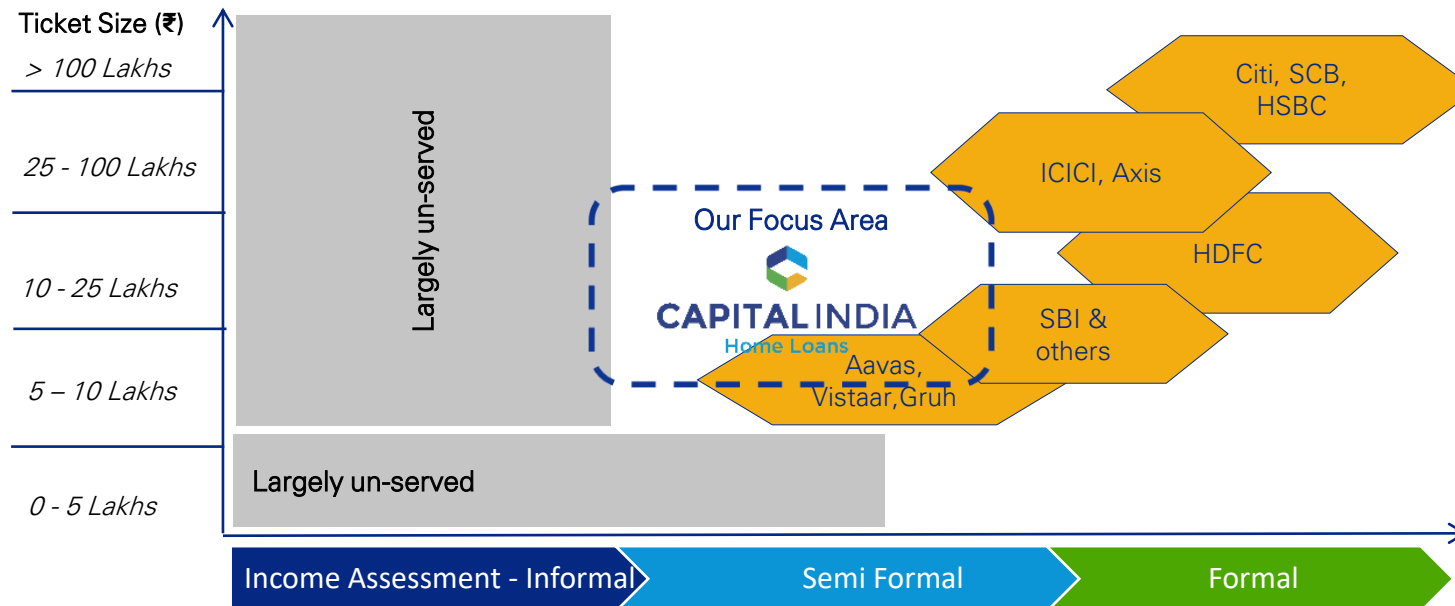 Ticket Size (₹)
> 100 Lakhs
25 - 100 Lakhs
10 - 25 Lakhs
5 – 10 Lakhs
0 - 5 Lakhs
Largely un-served
Largely un-served
Our Focus Area
CAPITAL INDIA
Home Loans
Citi, SCB,
HSBC
ICICI, Axis
HDFC
SBI &
others
Aavas,
Vistaar,Gruh
Income Assessment - Informal
Semi Formal
Formal